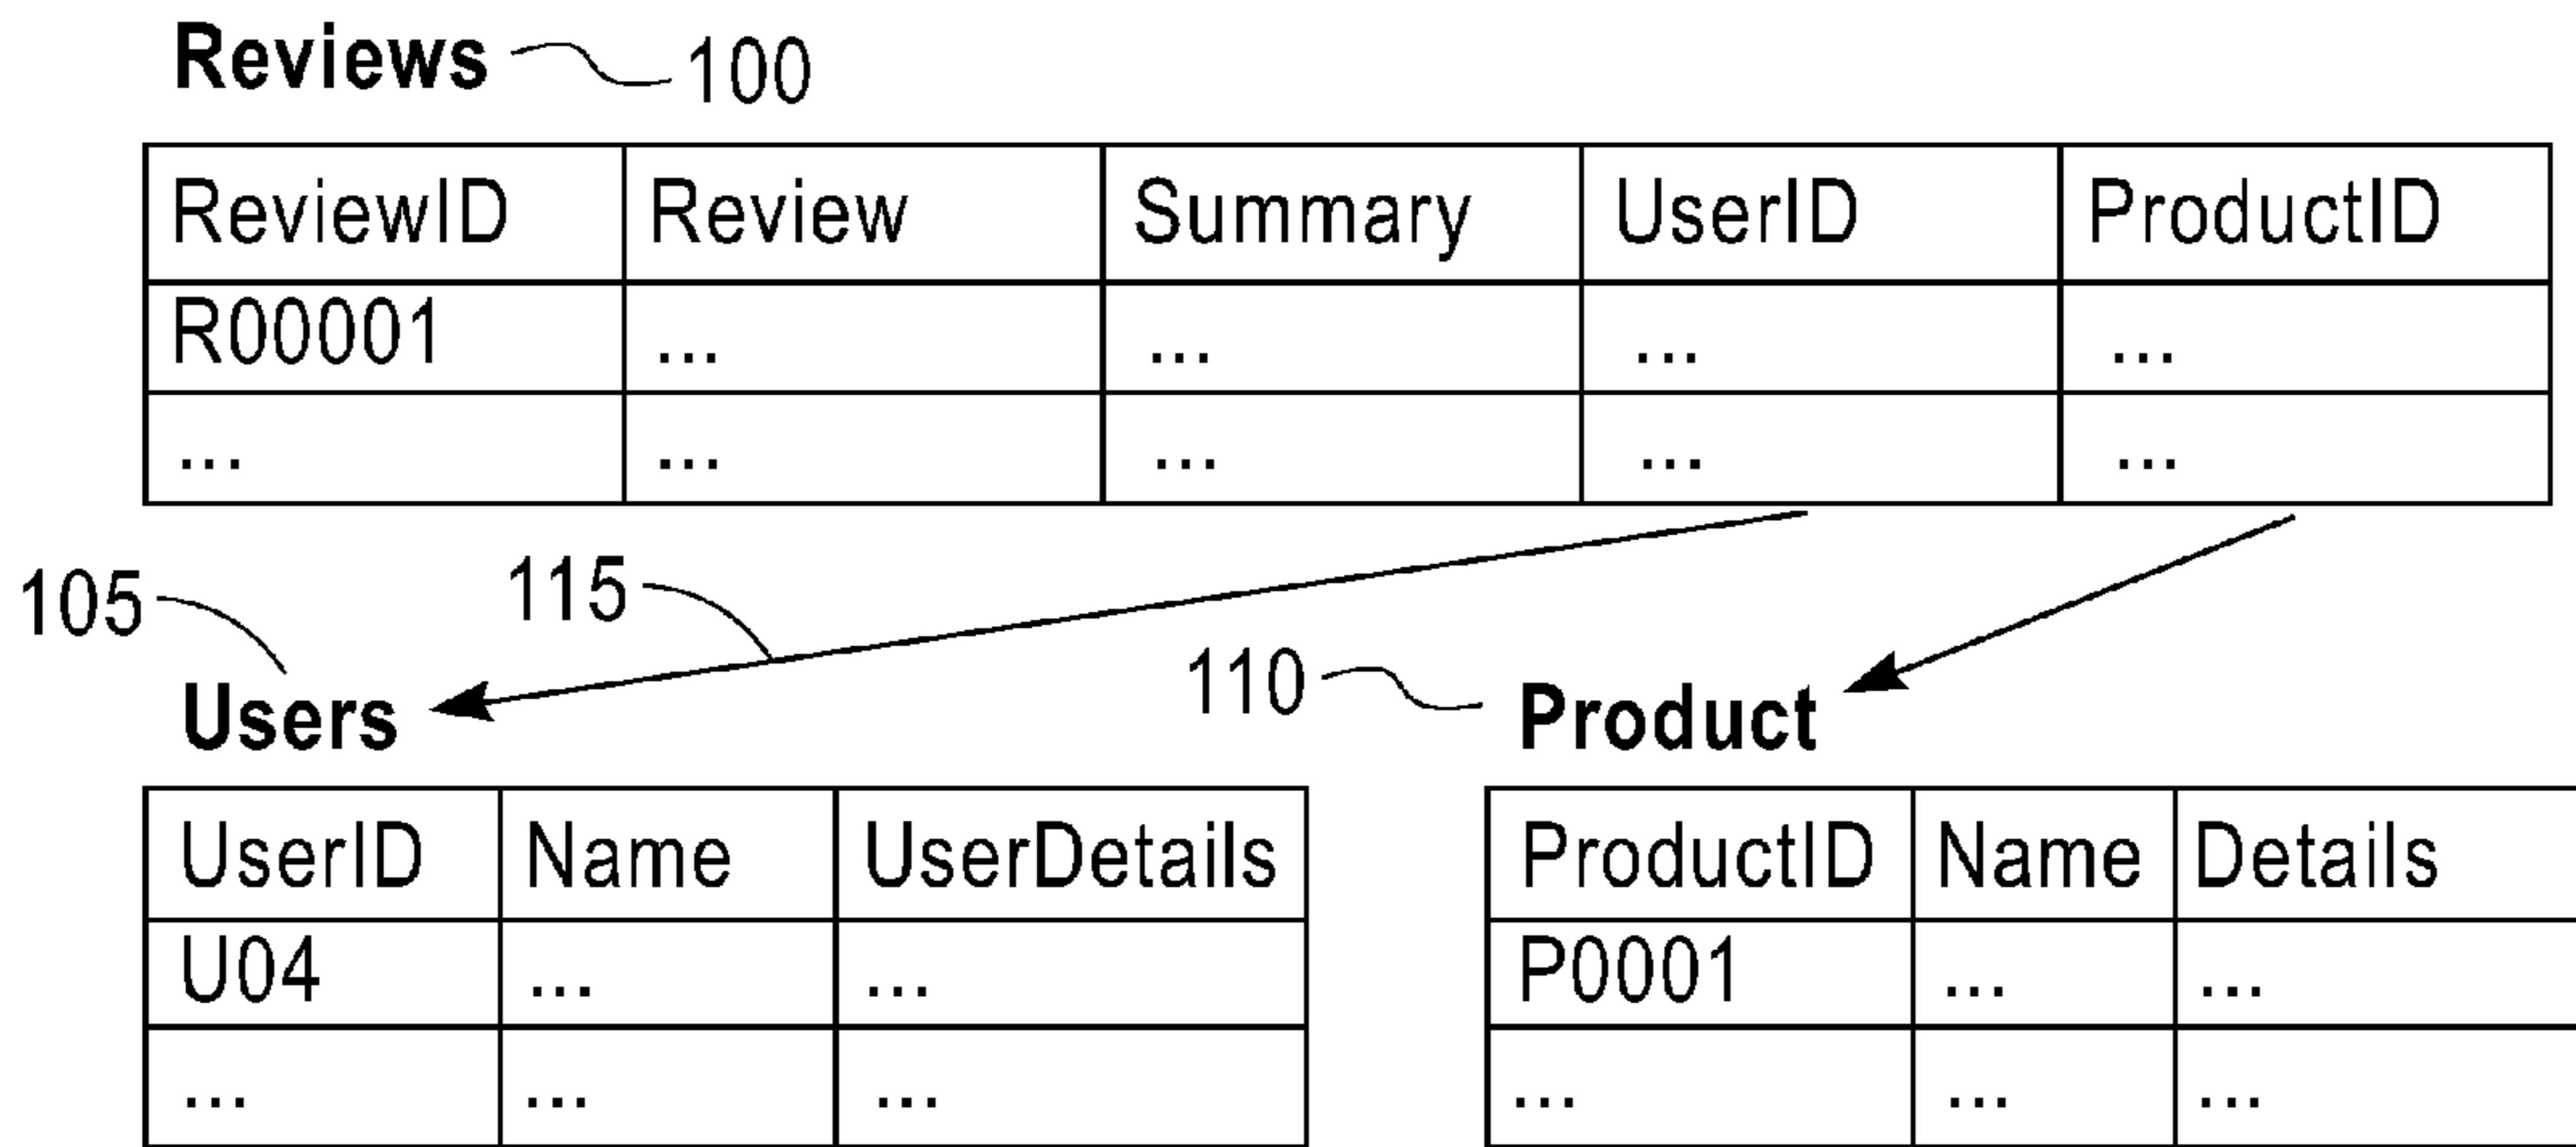 Reviews 100
ReviewID Review Summary UserID ProductID
R00001 ... ... ... ...
... ... ... ... ...
105 115
110
Users Product
UserID Name UserDetails ProductID Name Details
U04 ... ... P0001 ... ...
... ... ... ... ... ...